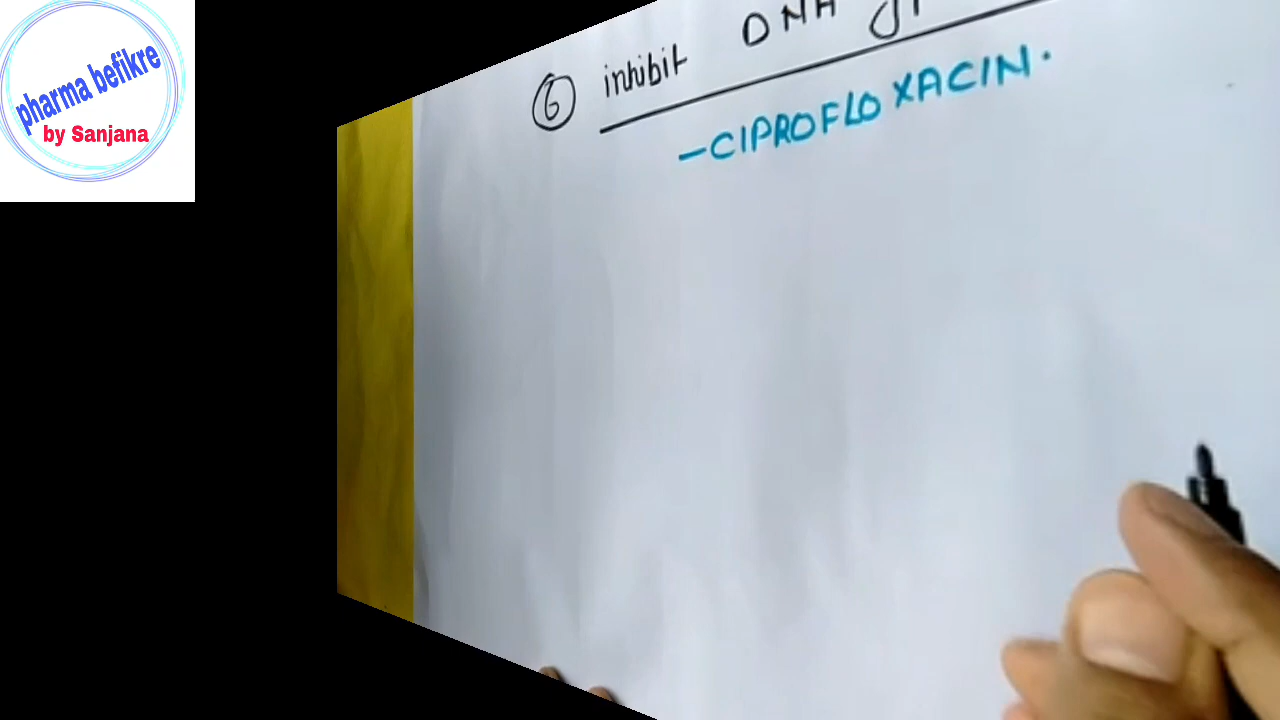 pharma befikre
by Sanjana
6 inhibit DNA
-CIPROFLOXACIN.